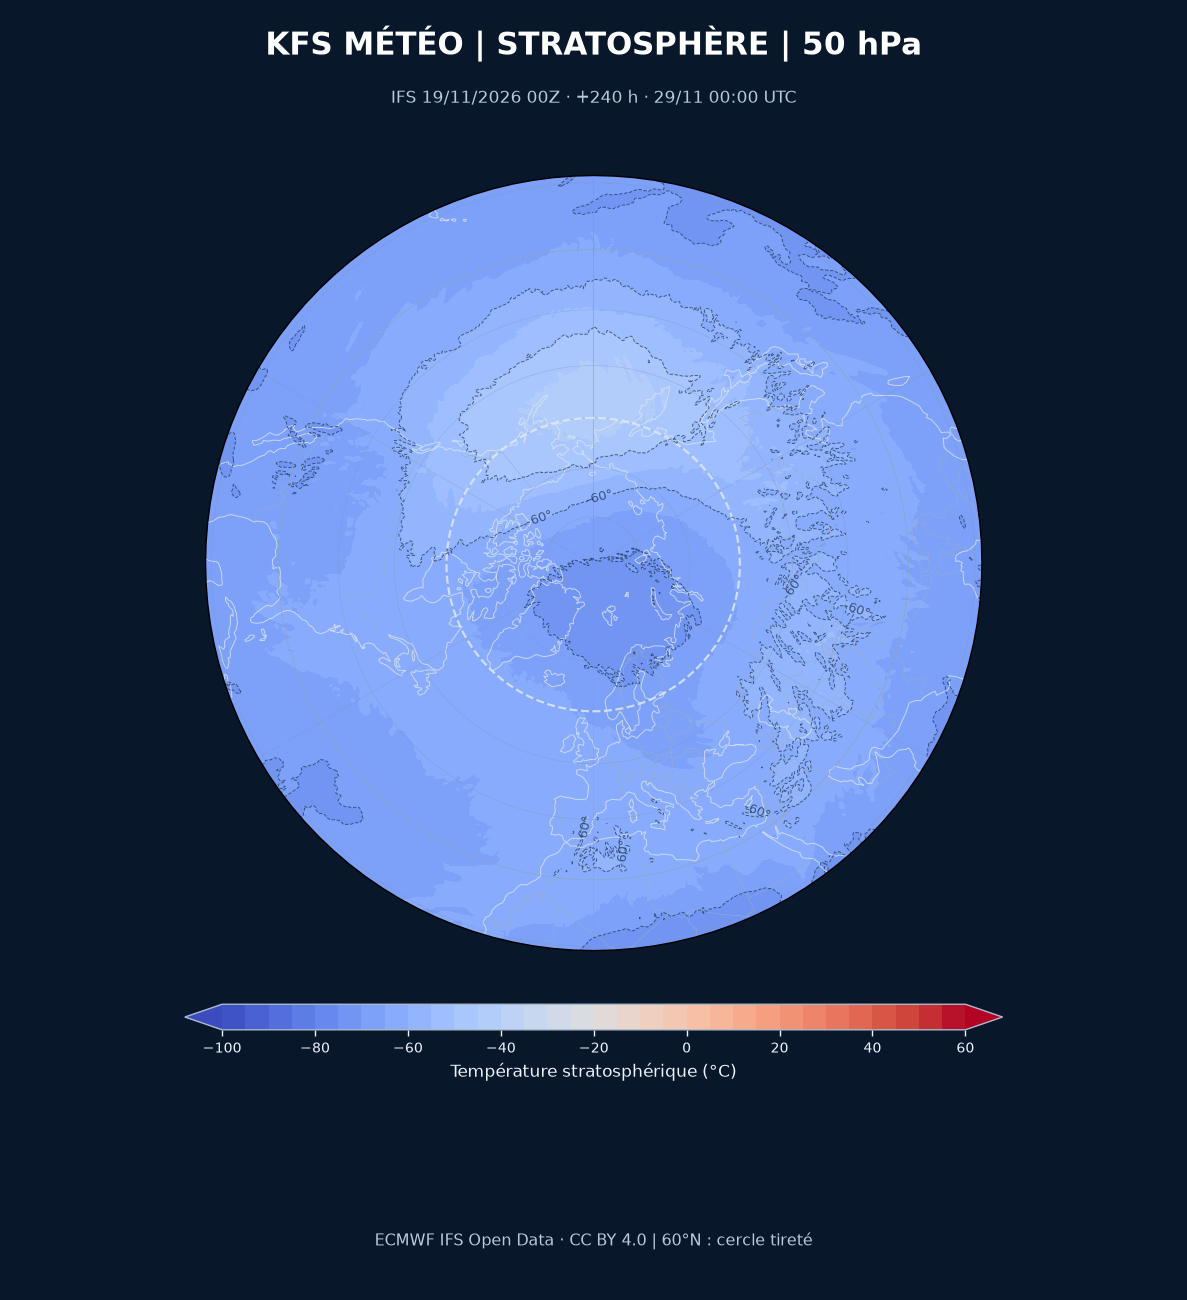 KFS MÉTÉO | STRATOSPHÈRE | 50 hPa
IFS 19/11/2026 00Z · +240 h · 29/11 00:00 UTC
-60°
-60°
-60°
-60°
-60°
-60°
-60°
−100 −80 −60 −40 −20 0 20 40 60
Température stratosphérique (°C)
ECMWF IFS Open Data · CC BY 4.0 | 60°N : cercle tireté